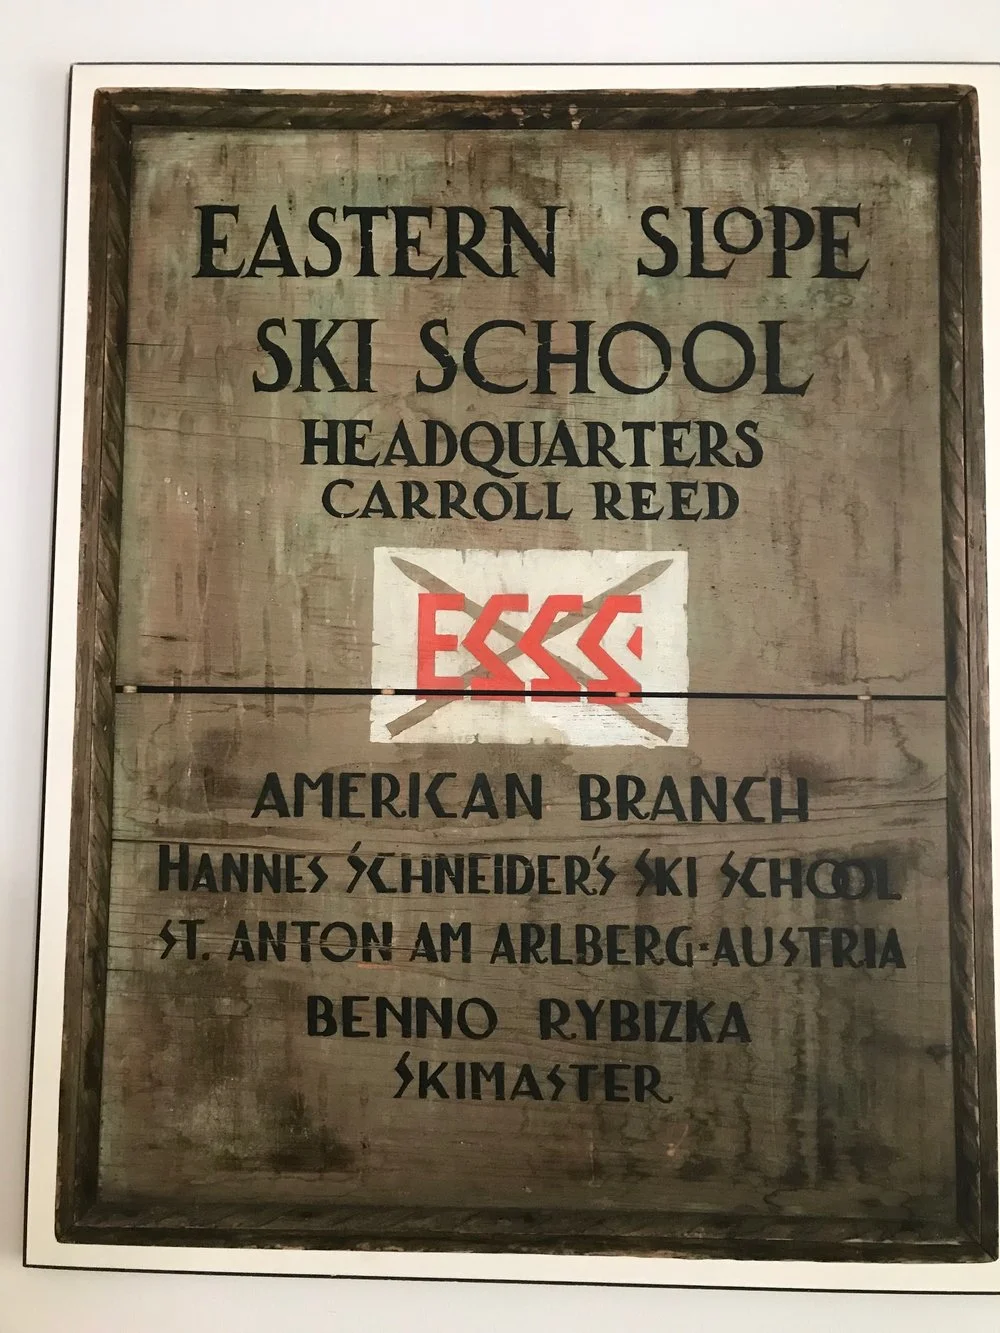 EASTERN SLOPE
SKI SCHOOL
HEADQUARTERS
CARROLL REED
ESSS
AMERICAN BRANCH
HANNES SCHNEIDER'S SKI SCHOOL
ST. ANTON AM ARLBERG-AUSTRIA
BENNO RYBIZKA
SKIMASTER